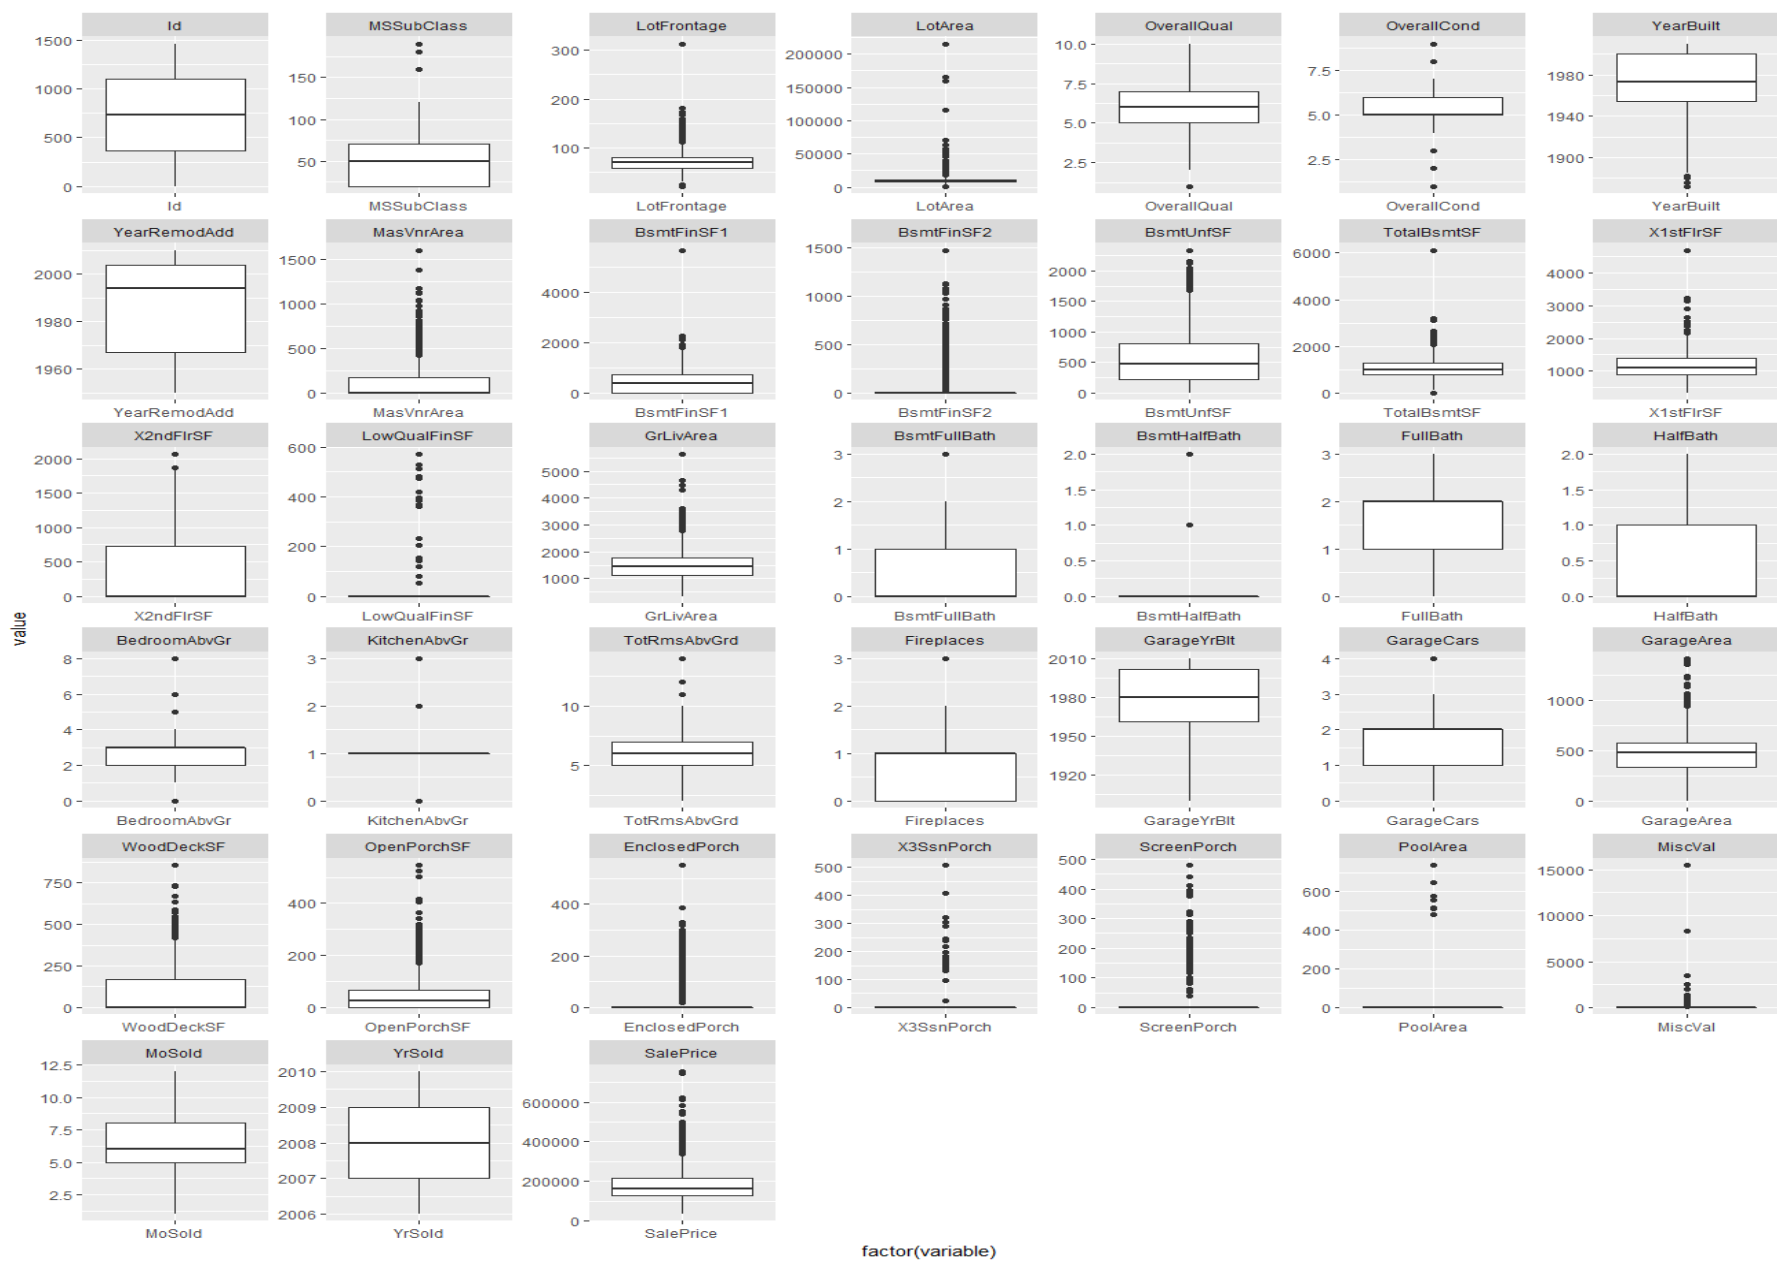 Id MSSubClass LotFrontage LotArea OverallQual OverallCond YearBuilt
1500 1000 500 0
150 100 50
300 200 100
200000 150000 100000 50000 0
10.0 7.5 5.0 2.5
7.5 5.0 2.5
1980 1940 1900
Id MSSubClass LotFrontage LotArea OverallQual OverallCond YearBuilt
YearRemodAdd MasVnrArea BsmtFinSF1 BsmtFinSF2 BsmtUnfSF TotalBsmtSF X1stFlrSF
2000 1980 1960
1500 1000 500 0
4000 2000 0
1500 1000 500 0
2000 1500 1000 500 0
6000 4000 2000 0
4000 3000 2000 1000
YearRemodAdd MasVnrArea BsmtFinSF1 BsmtFinSF2 BsmtUnfSF TotalBsmtSF X1stFlrSF
X2ndFlrSF LowQualFinSF GrLivArea BsmtFullBath BsmtHalfBath FullBath HalfBath
2000 1500 1000 500 0
600 400 200 0
5000 4000 3000 2000 1000
3 2 1 0
2.0 1.5 1.0 0.5 0.0
3 2 1 0
2.0 1.5 1.0 0.5 0.0
X2ndFlrSF LowQualFinSF GrLivArea BsmtFullBath BsmtHalfBath FullBath HalfBath
value
BedroomAbvGr KitchenAbvGr TotRmsAbvGrd Fireplaces GarageYrBlt GarageCars GarageArea
8 6 4 2 0
3 2 1 0
10 5
3 2 1 0
2010 1980 1950 1920
4 3 2 1 0
1000 500 0
BedroomAbvGr KitchenAbvGr TotRmsAbvGrd Fireplaces GarageYrBlt GarageCars GarageArea
WoodDeckSF OpenPorchSF EnclosedPorch X3SsnPorch ScreenPorch PoolArea MiscVal
750 500 250 0
400 200 0
400 200 0
500 400 300 200 100 0
500 400 300 200 100 0
600 400 200 0
15000 10000 5000 0
WoodDeckSF OpenPorchSF EnclosedPorch X3SsnPorch ScreenPorch PoolArea MiscVal
MoSold YrSold SalePrice
12.5 10.0 7.5 5.0 2.5
2010 2009 2008 2007 2006
600000 400000 200000 0
MoSold YrSold SalePrice
factor(variable)